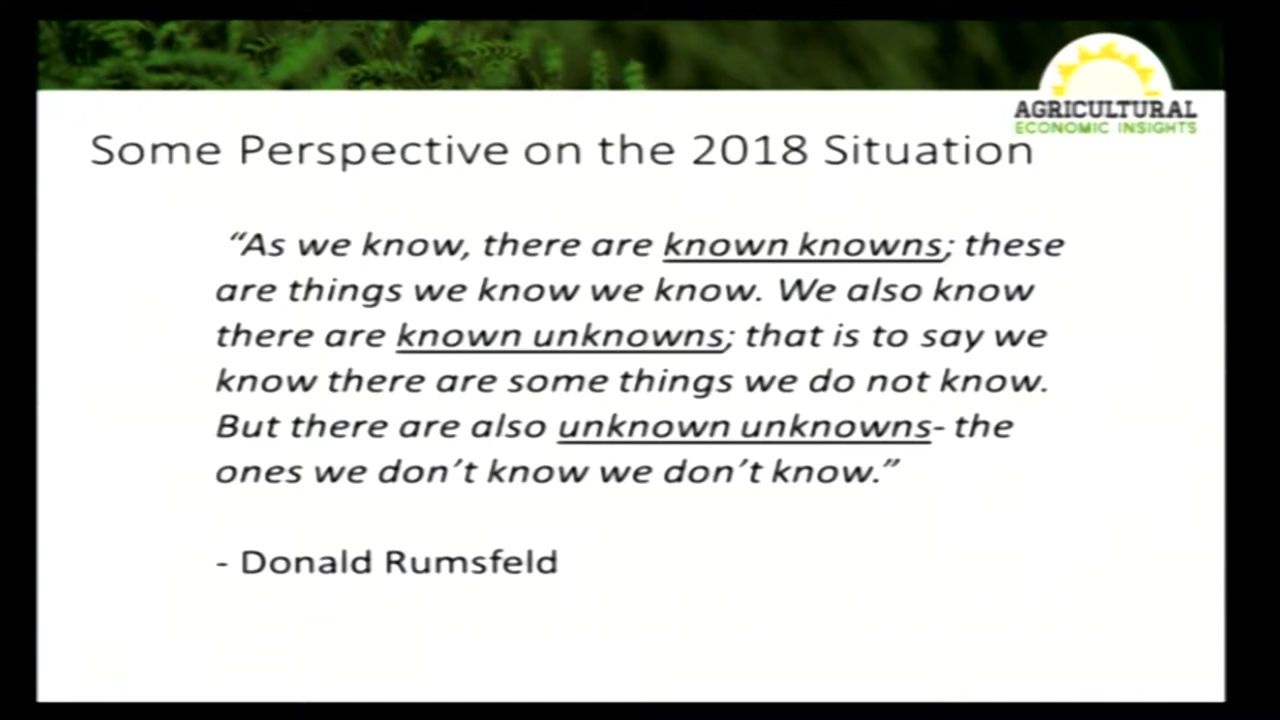 AGRICULTURAL
ECONOMIC INSIGHTS
Some Perspective on the 2018 Situation
“As we know, there are known knowns; these
are things we know we know. We also know
there are known unknowns; that is to say we
know there are some things we do not know.
But there are also unknown unknowns- the
ones we don’t know we don’t know.”
- Donald Rumsfeld